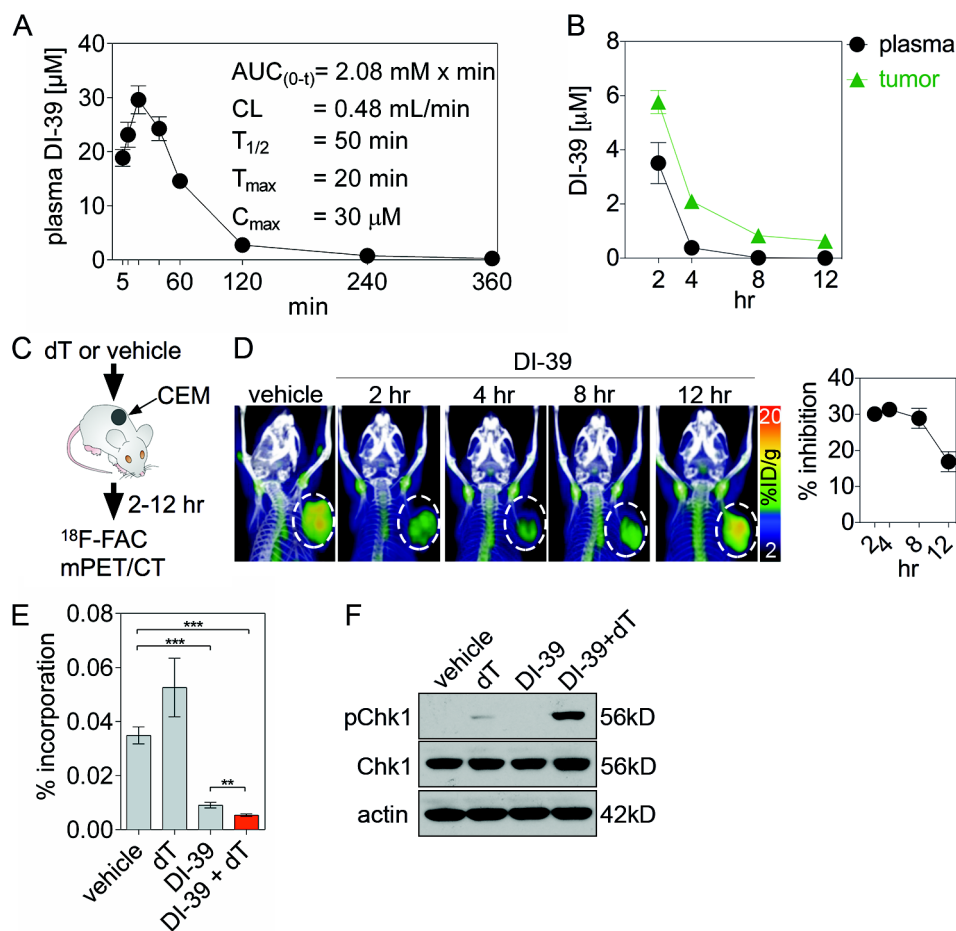 A
plasma DI-39 [μM]
40
30
20
10
0
5
60
120
240
360
min
AUC(0-t)= 2.08 mM x min
CL = 0.48 mL/min
T1/2 = 50 min
Tmax = 20 min
Cmax = 30 μM
B
DI-39 [μM]
8
6
4
2
0
2
4
8
12
hr
plasma
tumor
C
dT or vehicle
CEM
2-12 hr
18F-FAC
mPET/CT
D
DI-39
vehicle
2 hr
4 hr
8 hr
12 hr
20
%ID/g
2
% inhibition
40
30
20
10
0
2
4
8
12
hr
E
% incorporation
0.08
0.06
0.04
0.02
0.00
***
***
**
vehicle
dT
DI-39
DI-39 + dT
F
vehicle
dT
DI-39
DI-39+dT
pChk1
56kD
Chk1
56kD
actin
42kD